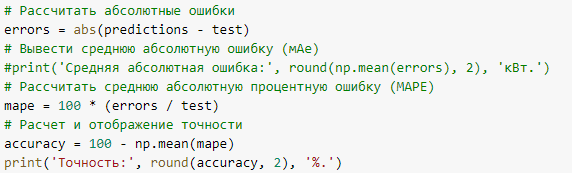 # Рассчитать абсолютные ошибки
errors = abs(predictions - test)
# Вывести среднюю абсолютную ошибку (мАе)
#print('Средняя абсолютная ошибка:', round(np.mean(errors), 2), 'кВт.')
# Рассчитать среднюю абсолютную процентную ошибку (MAPE)
mape = 100 * (errors / test)
# Расчет и отображение точности
accuracy = 100 - np.mean(mape)
print('Точность:', round(accuracy, 2), '%.')